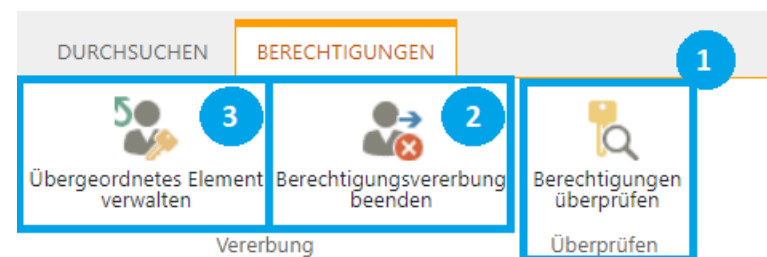 DURCHSUCHEN BERECHTIGUNGEN
1
3
2
Übergeordnetes Element Berechtigungsvererbung Berechtigungen
verwalten beenden überprüfen
Vererbung Überprüfen